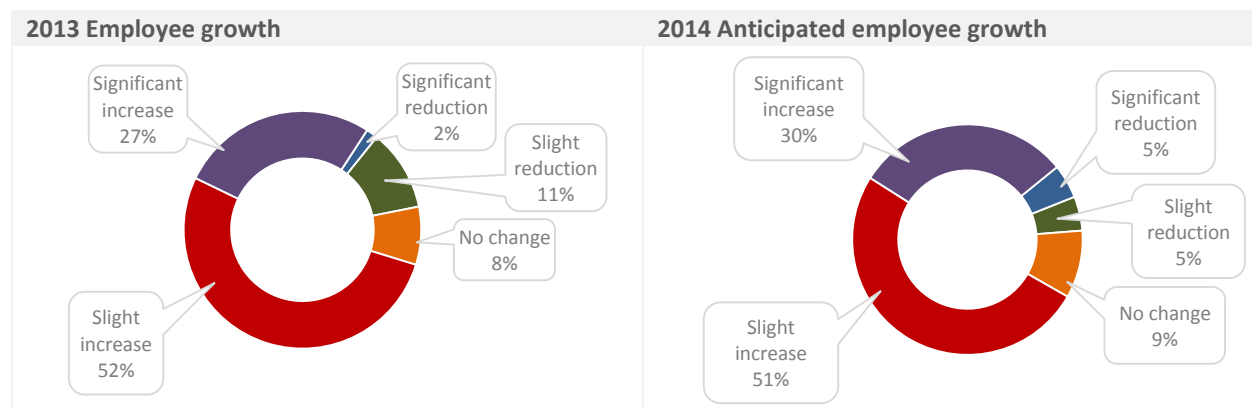 2013 Employee growth
Significant
increase
27%
Significant
reduction
2%
Slight
reduction
11%
No change
8%
Slight
increase
52%
2014 Anticipated employee growth
Significant
increase
30%
Significant
reduction
5%
Slight
reduction
5%
No change
9%
Slight
increase
51%